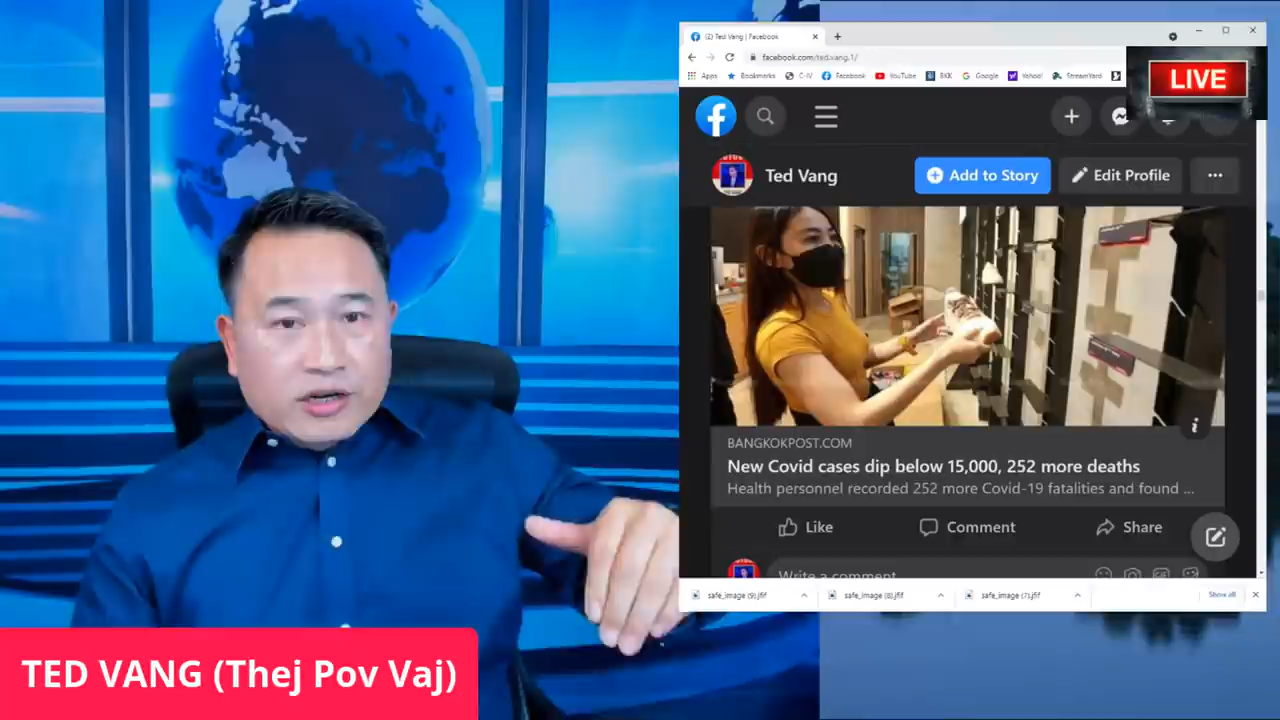 (2) Ted Vang | Facebook
facebook.com/ted.vang.1/
Apps Bookmarks C-IV Facebook YouTube BKK Google Yahoo! StreamYard
LIVE
Ted Vang
Add to Story
Edit Profile
BANGKOKPOST.COM
New Covid cases dip below 15,000, 252 more deaths
Health personnel recorded 252 more Covid-19 fatalities and found ...
Like Comment Share
Write a comment
safe_image (9).jfif safe_image (8).jfif safe_image (7).jfif Show all
TED VANG (Thej Pov Vaj)